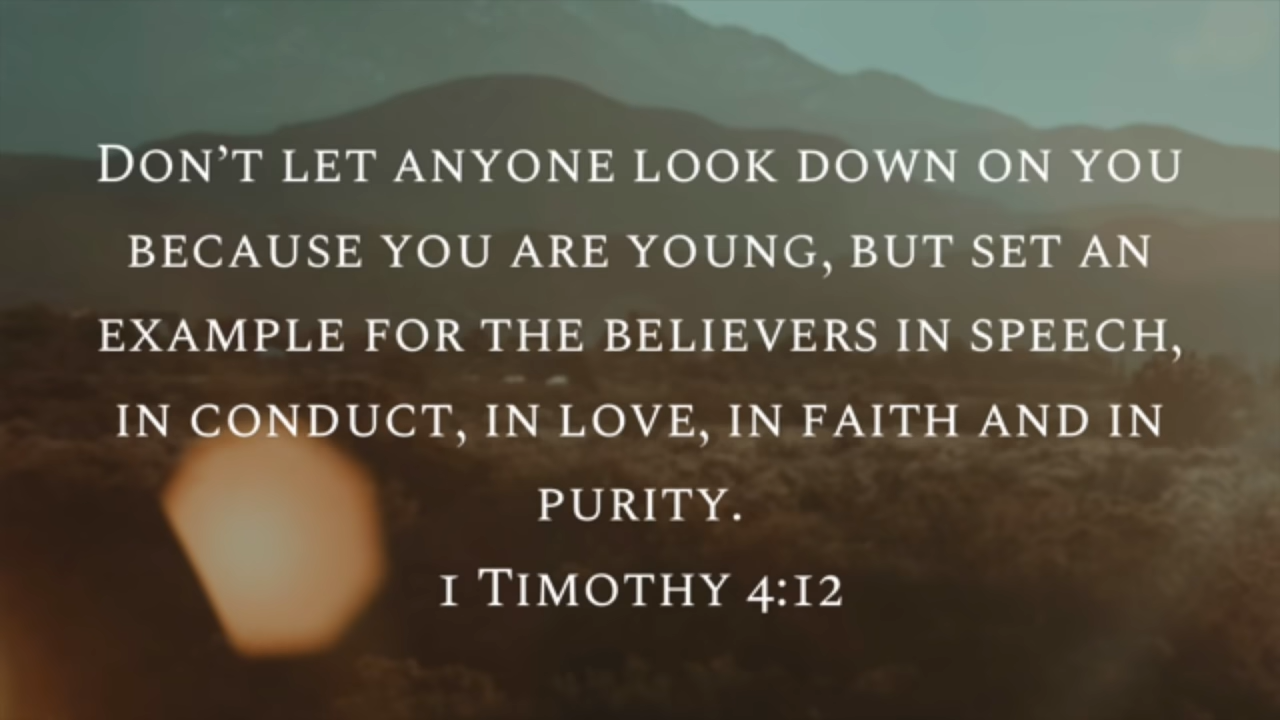 Don’t let anyone look down on you
because you are young, but set an
example for the believers in speech,
in conduct, in love, in faith and in
purity.
1 Timothy 4:12